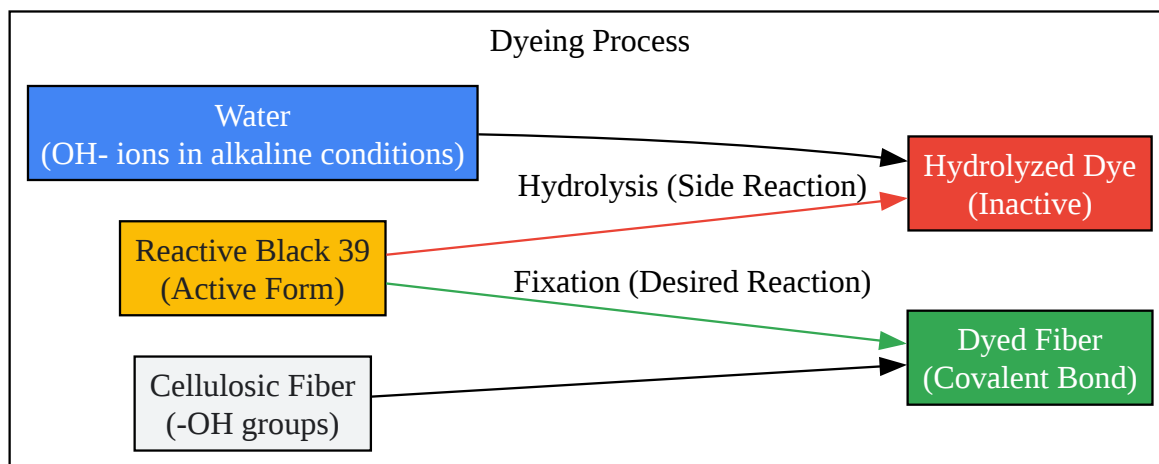 Dyeing Process
Water
(OH- ions in alkaline conditions)
Hydrolyzed Dye
(Inactive)
Hydrolysis (Side Reaction)
Reactive Black 39
(Active Form)
Fixation (Desired Reaction)
Dyed Fiber
(Covalent Bond)
Cellulosic Fiber
(-OH groups)